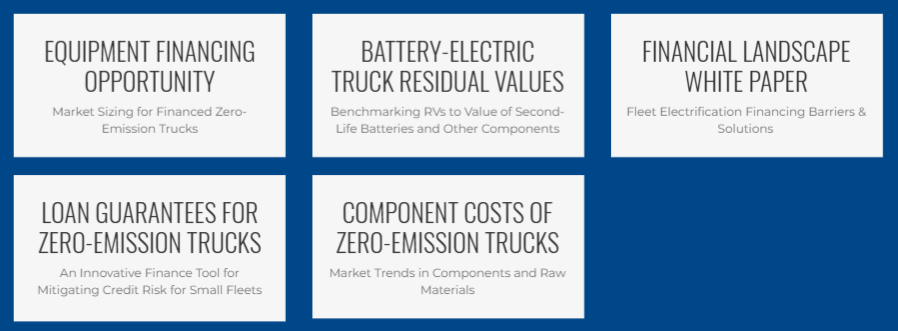 EQUIPMENT FINANCING
OPPORTUNITY
Market Sizing for Financed Zero-
Emission Trucks
BATTERY-ELECTRIC
TRUCK RESIDUAL VALUES
Benchmarking RVs to Value of Second-
Life Batteries and Other Components
FINANCIAL LANDSCAPE
WHITE PAPER
Fleet Electrification Financing Barriers &
Solutions
LOAN GUARANTEES FOR
ZERO-EMISSION TRUCKS
An Innovative Finance Tool for
Mitigating Credit Risk for Small Fleets
COMPONENT COSTS OF
ZERO-EMISSION TRUCKS
Market Trends in Components and Raw
Materials